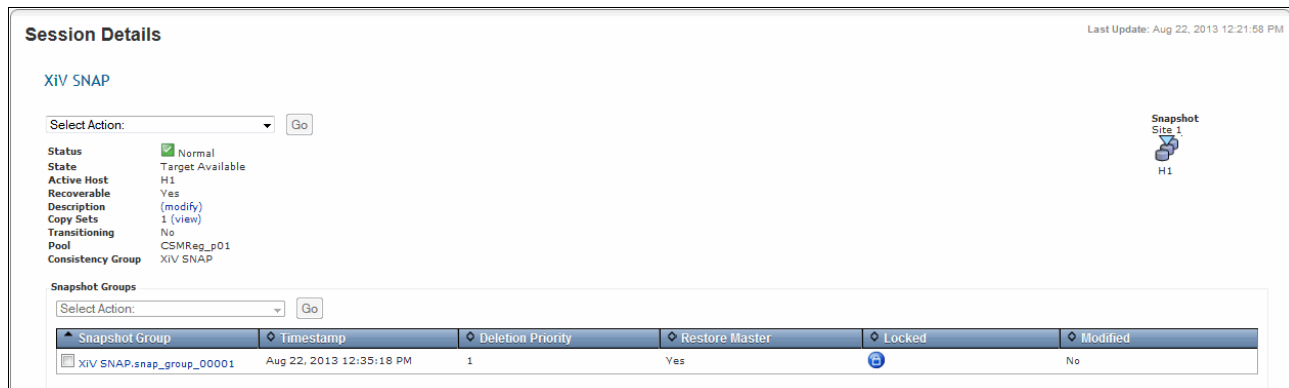 Session Details
Last Update: Aug 22, 2013 12:21:58 PM
XiV SNAP
Select Action:
Go
Snapshot
Site 1
H1
Status Normal
State Target Available
Active Host H1
Recoverable Yes
Description (modify)
Copy Sets 1 (view)
Transitioning No
Pool CSMReg_p01
Consistency Group XiV SNAP
Snapshot Groups
Select Action:
Go
Snapshot Group Timestamp Deletion Priority Restore Master Locked Modified
XiV SNAP.snap_group_00001 Aug 22, 2013 12:35:18 PM 1 Yes No